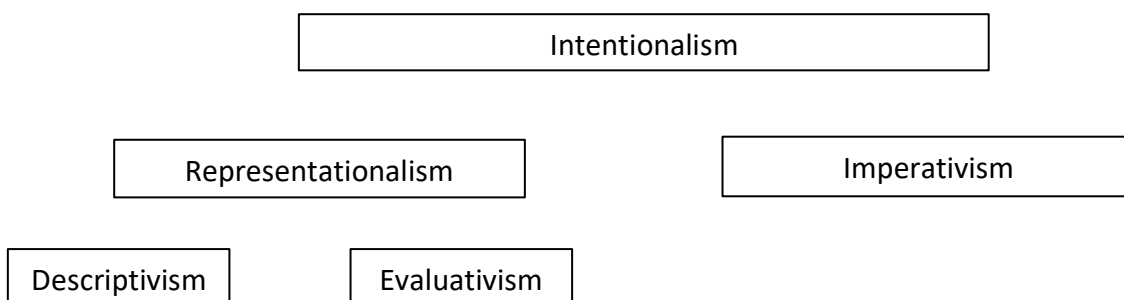 Intentionalism
Representationalism
Imperativism
Descriptivism
Evaluativism